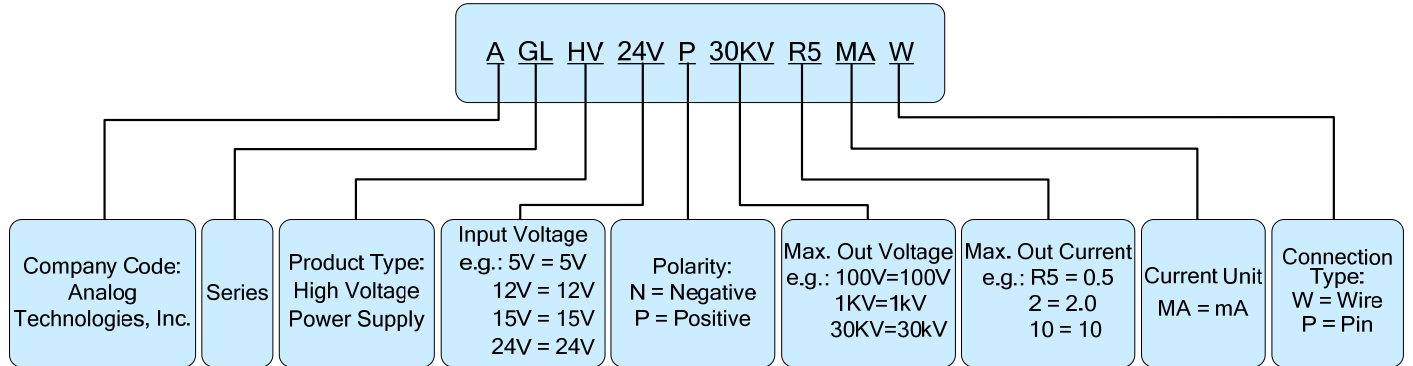 A GL HV 24V P 30KV R5 MA W
Company Code:
Analog
Technologies, Inc.
Series
Product Type:
High Voltage
Power Supply
Input Voltage
e.g.: 5V = 5V
12V = 12V
15V = 15V
24V = 24V
Polarity:
N = Negative
P = Positive
Max. Out Voltage
e.g.: 100V=100V
1KV=1kV
30KV=30kV
Max. Out Current
e.g.: R5 = 0.5
2 = 2.0
10 = 10
Current Unit
MA = mA
Connection
Type:
W = Wire
P = Pin